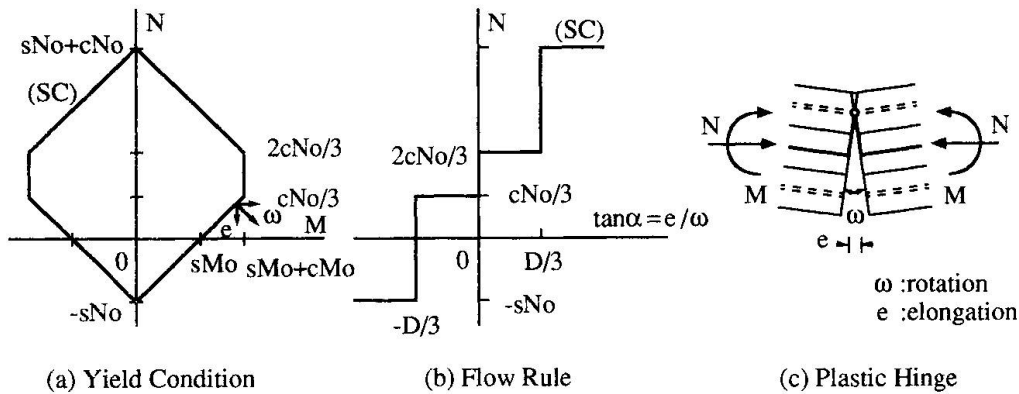 N
sNo+cNo
(SC)
2cNo/3
cNo/3
ω
e
M
0
sMo
sMo+cMo
-sNo
(a) Yield Condition
N
(SC)
2cNo/3
cNo/3
tanα=e/ω
0
D/3
-D/3
-sNo
(b) Flow Rule
N
N
M
M
ω
e
ω :rotation
e :elongation
(c) Plastic Hinge